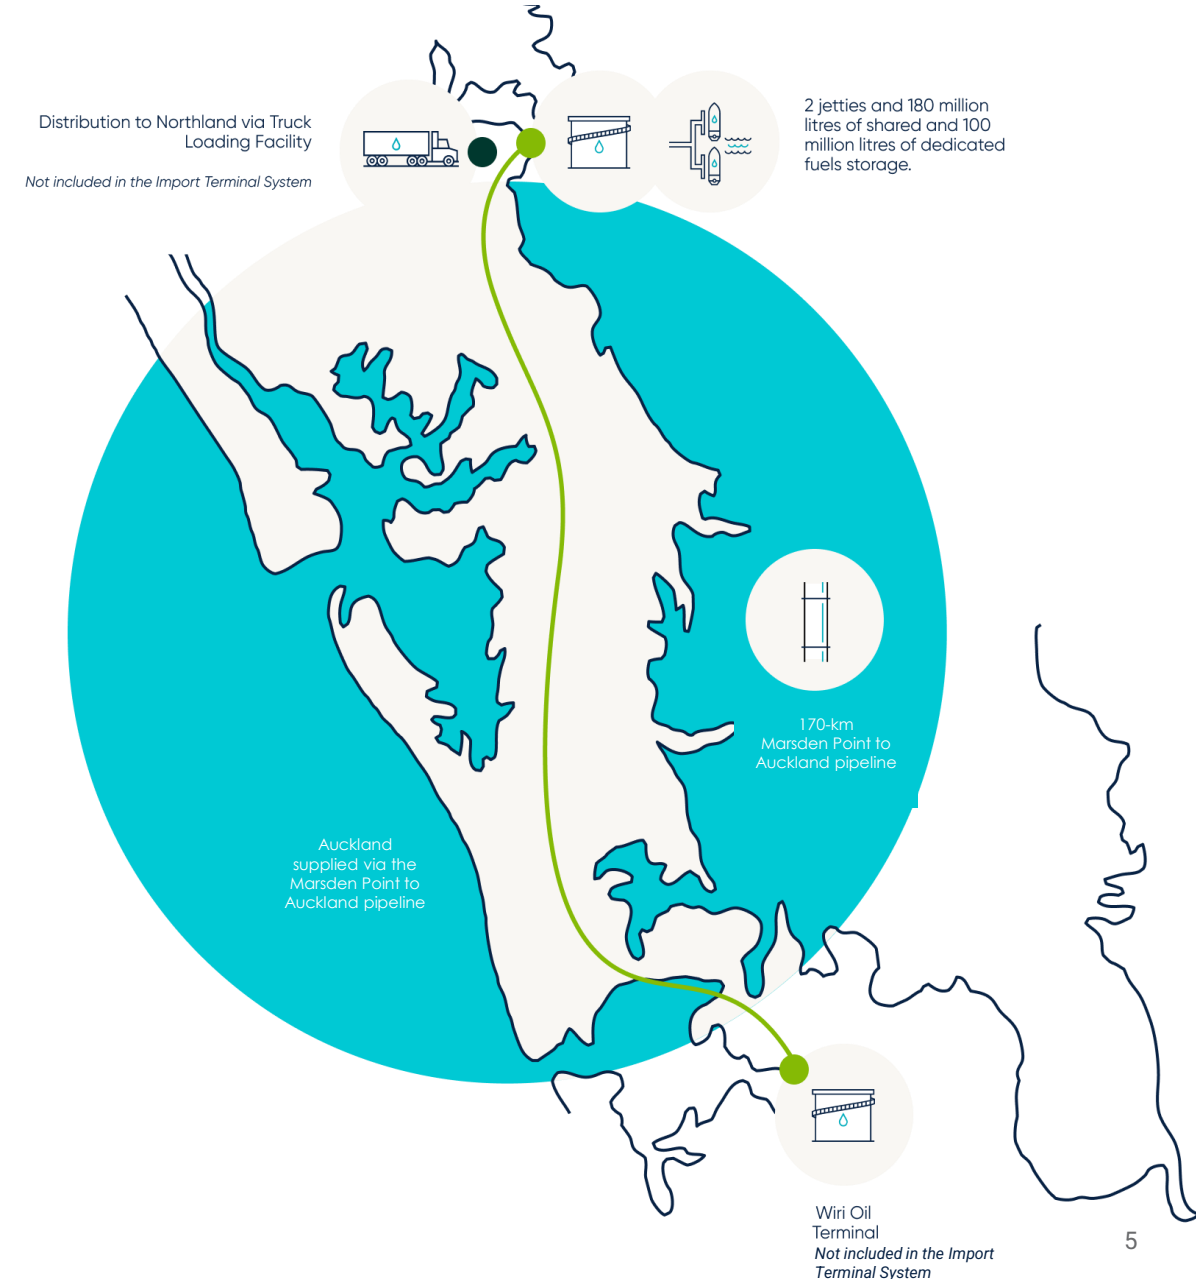 Distribution to Northland via Truck
Loading Facility
Not included in the Import Terminal System
2 jetties and 180 million
litres of shared and 100
million litres of dedicated
fuels storage.
170-km
Marsden Point to
Auckland pipeline
Auckland
supplied via the
Marsden Point to
Auckland pipeline
Wiri Oil
Terminal
Not included in the Import
Terminal System
5